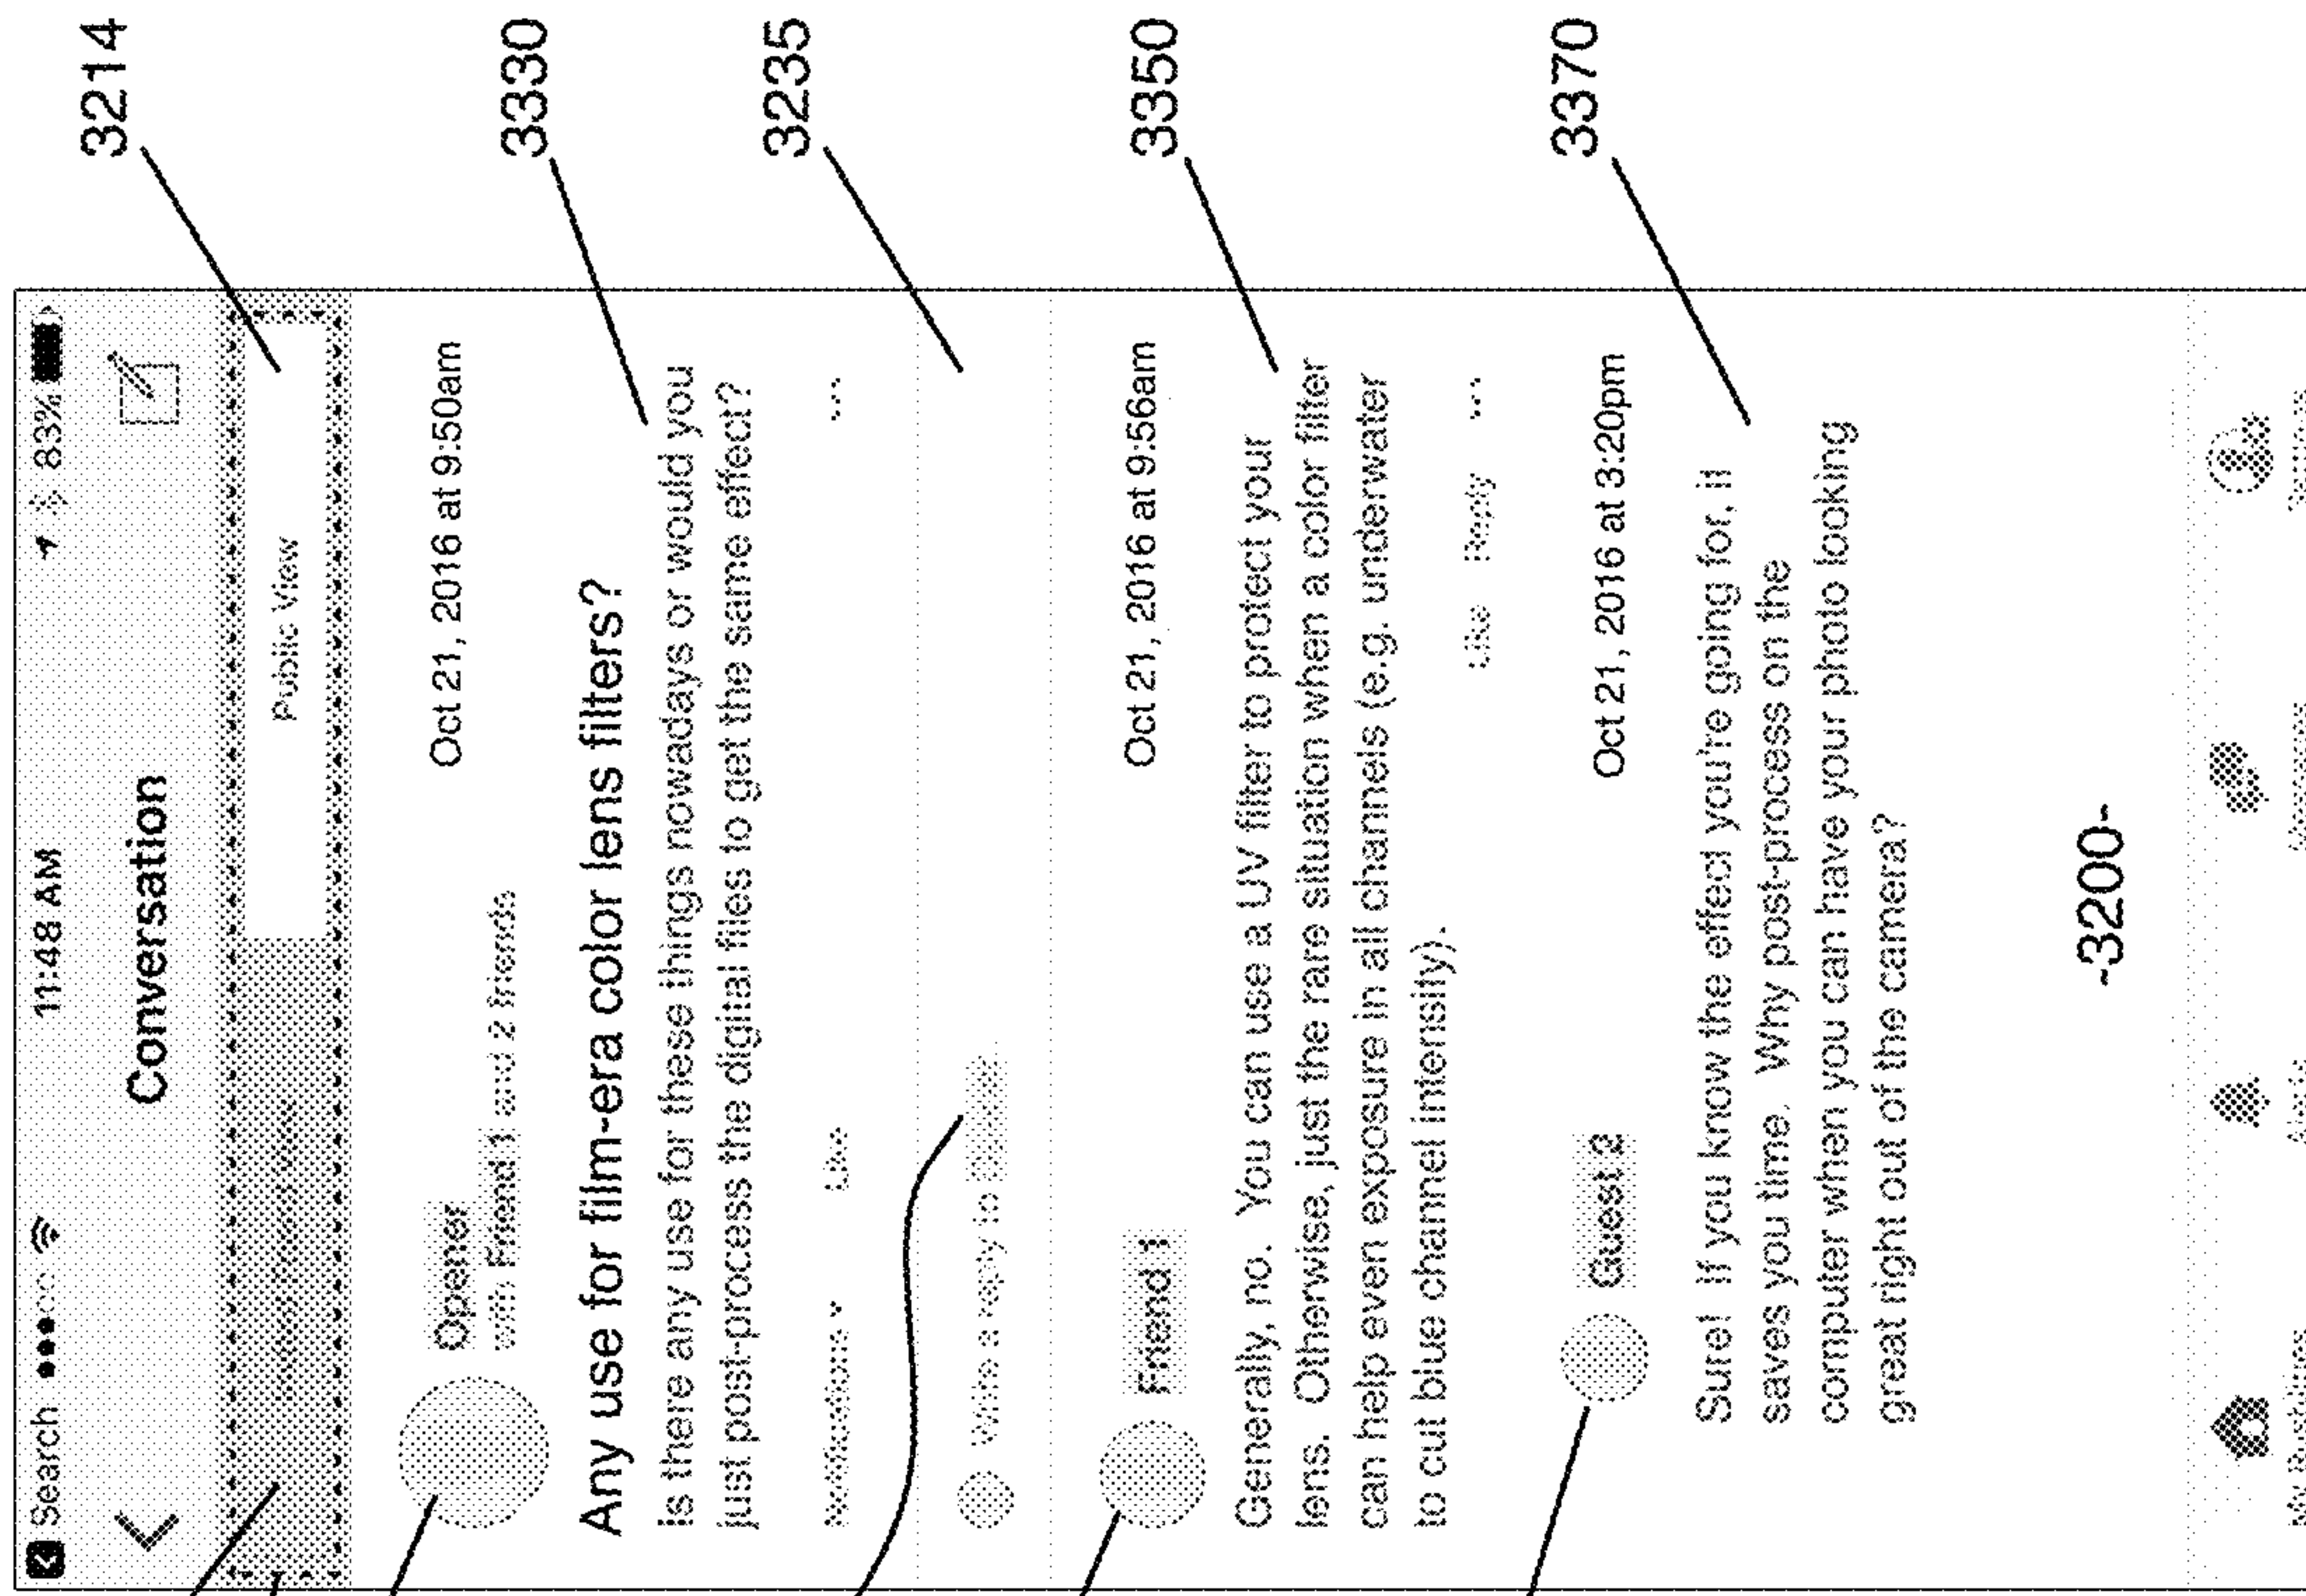 Search 11:48 AM 83%
Conversation
Public View
3214
Opener Oct 21, 2016 at 9:50am
with Friend 1 and 2 friends
Any use for film-era color lens filters?
3330
Is there any use for these things nowadays or would you
just post-process the digital files to get the same effect?
Notifications Like ...
3235
Write a reply to Opener
Friend 1 Oct 21, 2016 at 9:56am
3350
Generally, no. You can use a UV filter to protect your
lens. Otherwise, just the rare situation when a color filter
can help even exposure in all channels (e.g. underwater
to cut blue channel intensity).
Like Reply ...
Guest 2 Oct 21, 2016 at 3:20pm
3370
Sure! If you know the effect you're going for, it
saves you time. Why post-process on the
computer when you can have your photo looking
great right out of the camera?
-3200-